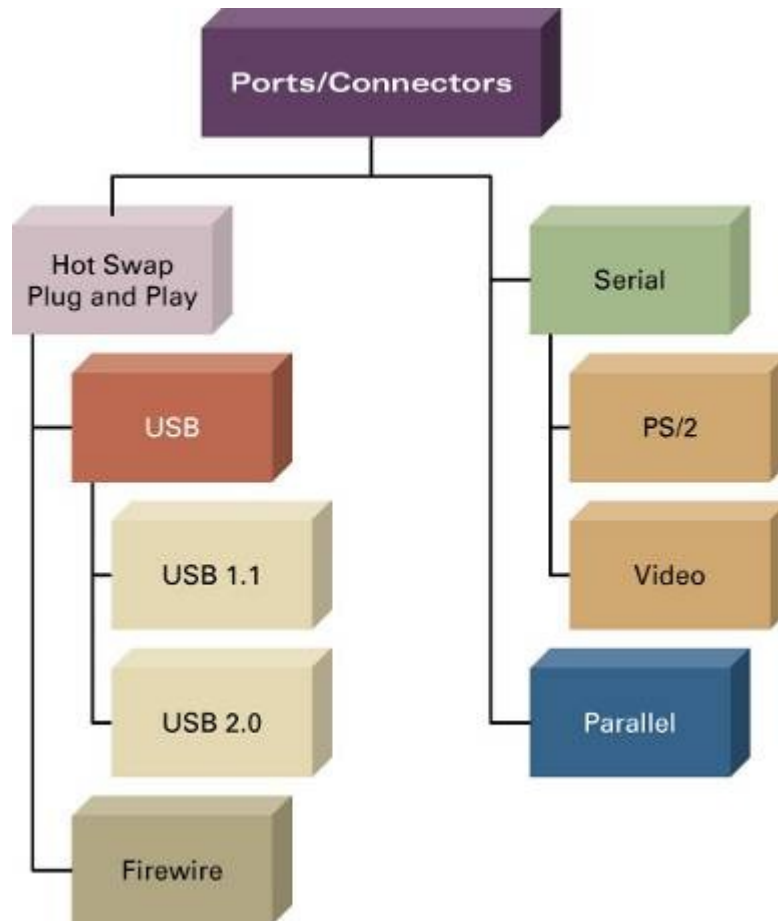 Ports/Connectors
Hot Swap
Plug and Play
USB
USB 1.1
USB 2.0
Firewire
Serial
PS/2
Video
Parallel